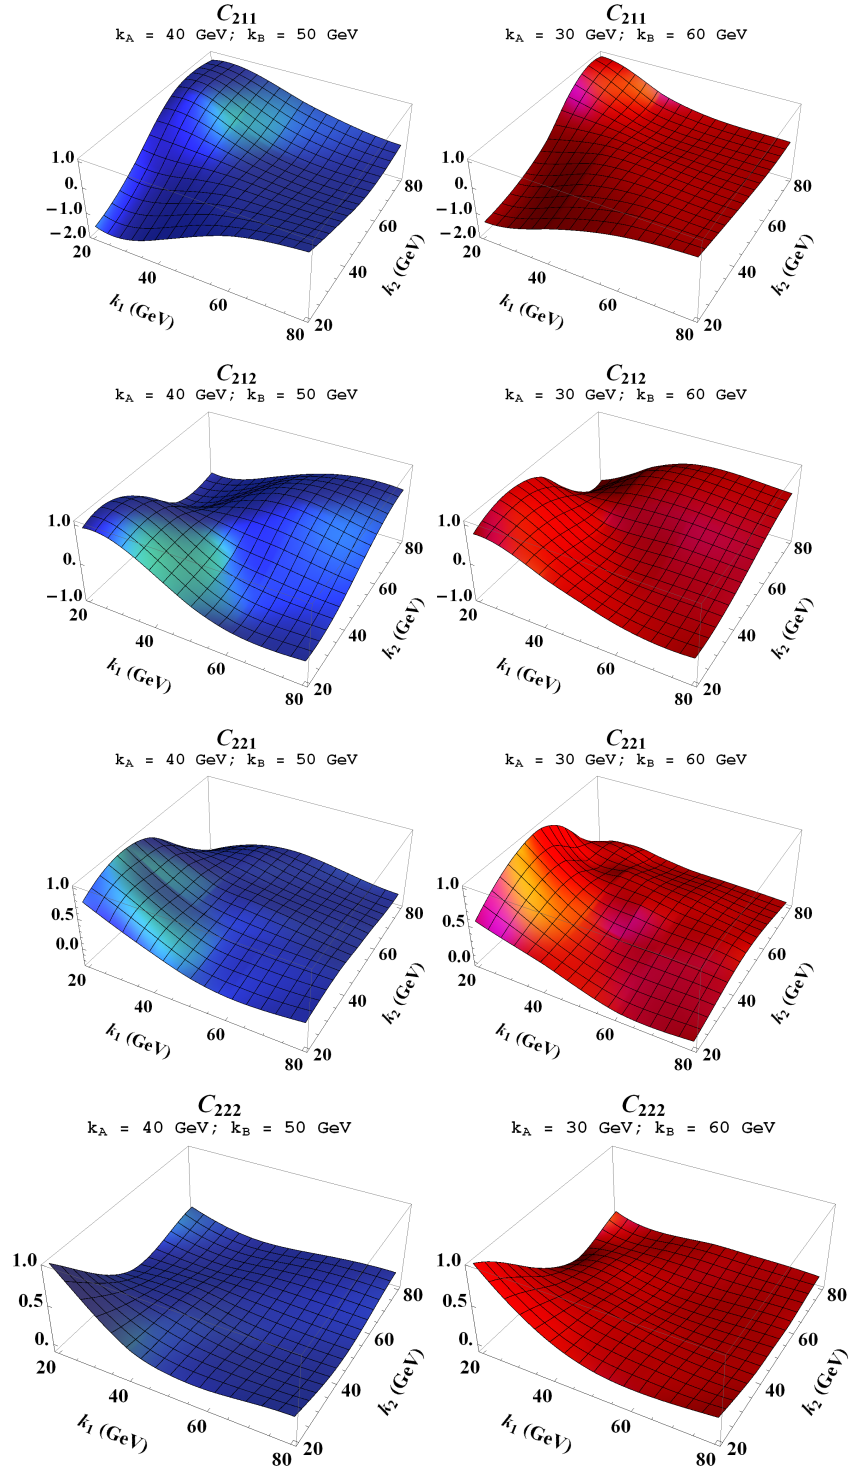 C211
kA = 40 GeV; kB = 50 GeV
1.0
0.
−1.0
−2.0
20
40
60
80
k1 (GeV)
20
40
60
80
k2 (GeV)
C211
kA = 30 GeV; kB = 60 GeV
1.0
0.
−1.0
−2.0
20
40
60
80
k1 (GeV)
20
40
60
80
k2 (GeV)
C212
kA = 40 GeV; kB = 50 GeV
1.0
0.
−1.0
20
40
60
80
k1 (GeV)
20
40
60
80
k2 (GeV)
C212
kA = 30 GeV; kB = 60 GeV
1.0
0.
−1.0
20
40
60
80
k1 (GeV)
20
40
60
80
k2 (GeV)
C221
kA = 40 GeV; kB = 50 GeV
1.0
0.5
0.0
20
40
60
80
k1 (GeV)
20
40
60
80
k2 (GeV)
C221
kA = 30 GeV; kB = 60 GeV
1.0
0.5
0.0
20
40
60
80
k1 (GeV)
20
40
60
80
k2 (GeV)
C222
kA = 40 GeV; kB = 50 GeV
1.0
0.5
0.
20
40
60
80
k1 (GeV)
20
40
60
80
k2 (GeV)
C222
kA = 30 GeV; kB = 60 GeV
1.0
0.5
0.
20
40
60
80
k1 (GeV)
20
40
60
80
k2 (GeV)